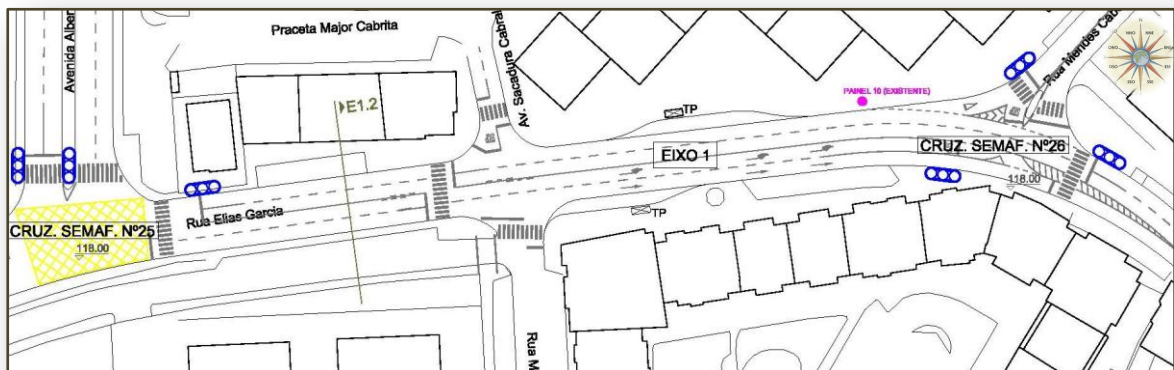 Praceta Major Cabrita
Avenida Alber
Av. Sacadura Cabral
Rua Mendes Cab
E1.2
PAINEL 10 (EXISTENTE)
TP
EIXO 1
CRUZ. SEMAF. Nº26
118.00
Rua Elias Garcia
TP
CRUZ. SEMAF. Nº25
118.00
Rua M